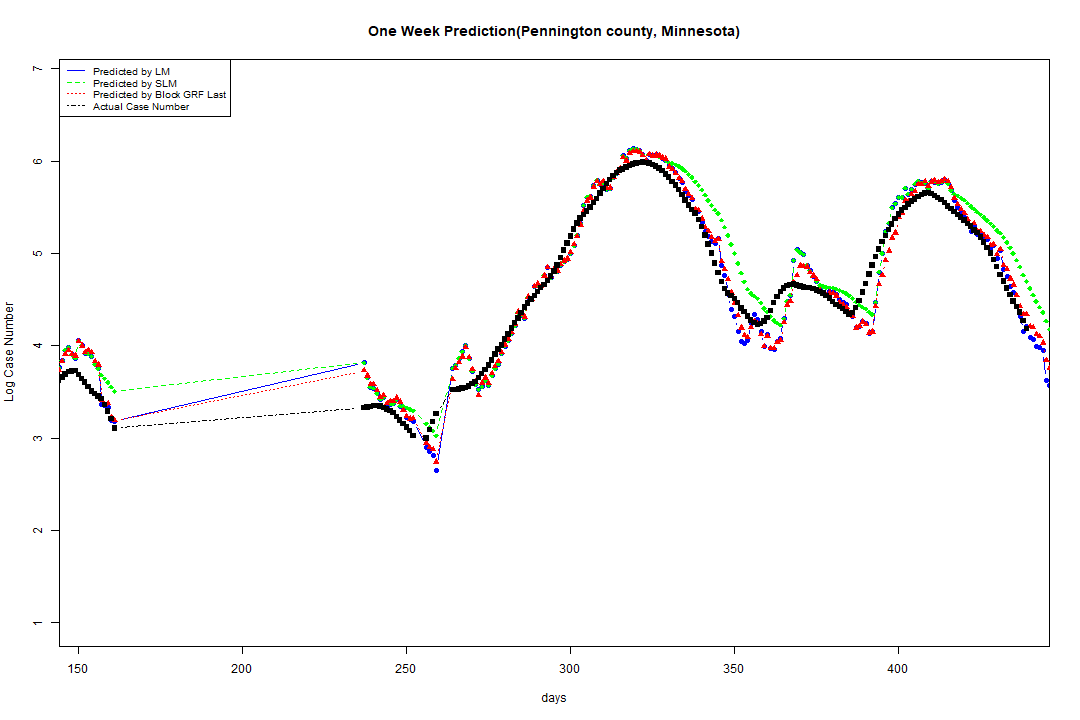 One Week Prediction(Pennington county, Minnesota)
Predicted by LM
Predicted by SLM
Predicted by Block GRF Last
Actual Case Number
7
6
5
4
3
2
1
Log Case Number
150 200 250 300 350 400
days